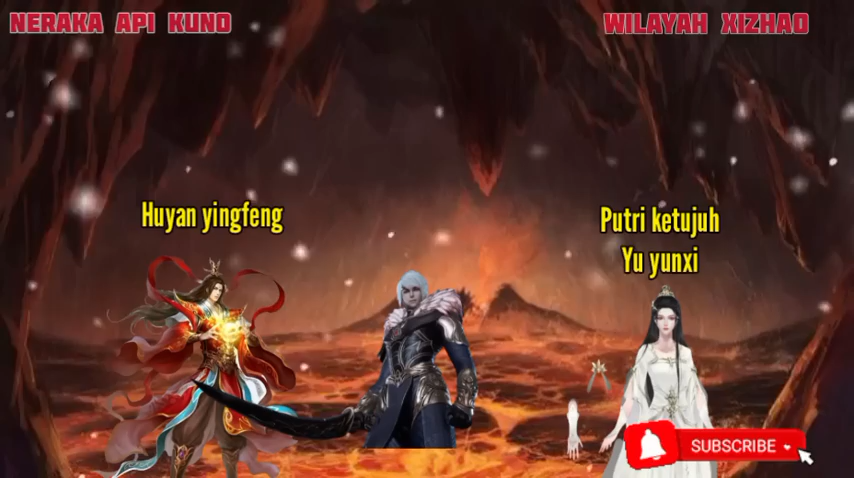 NERAKA API KUNO
WILAYAH XIZHAO
Huyan yingfeng
Putri ketujuh
Yu yunxi
SUBSCRIBE